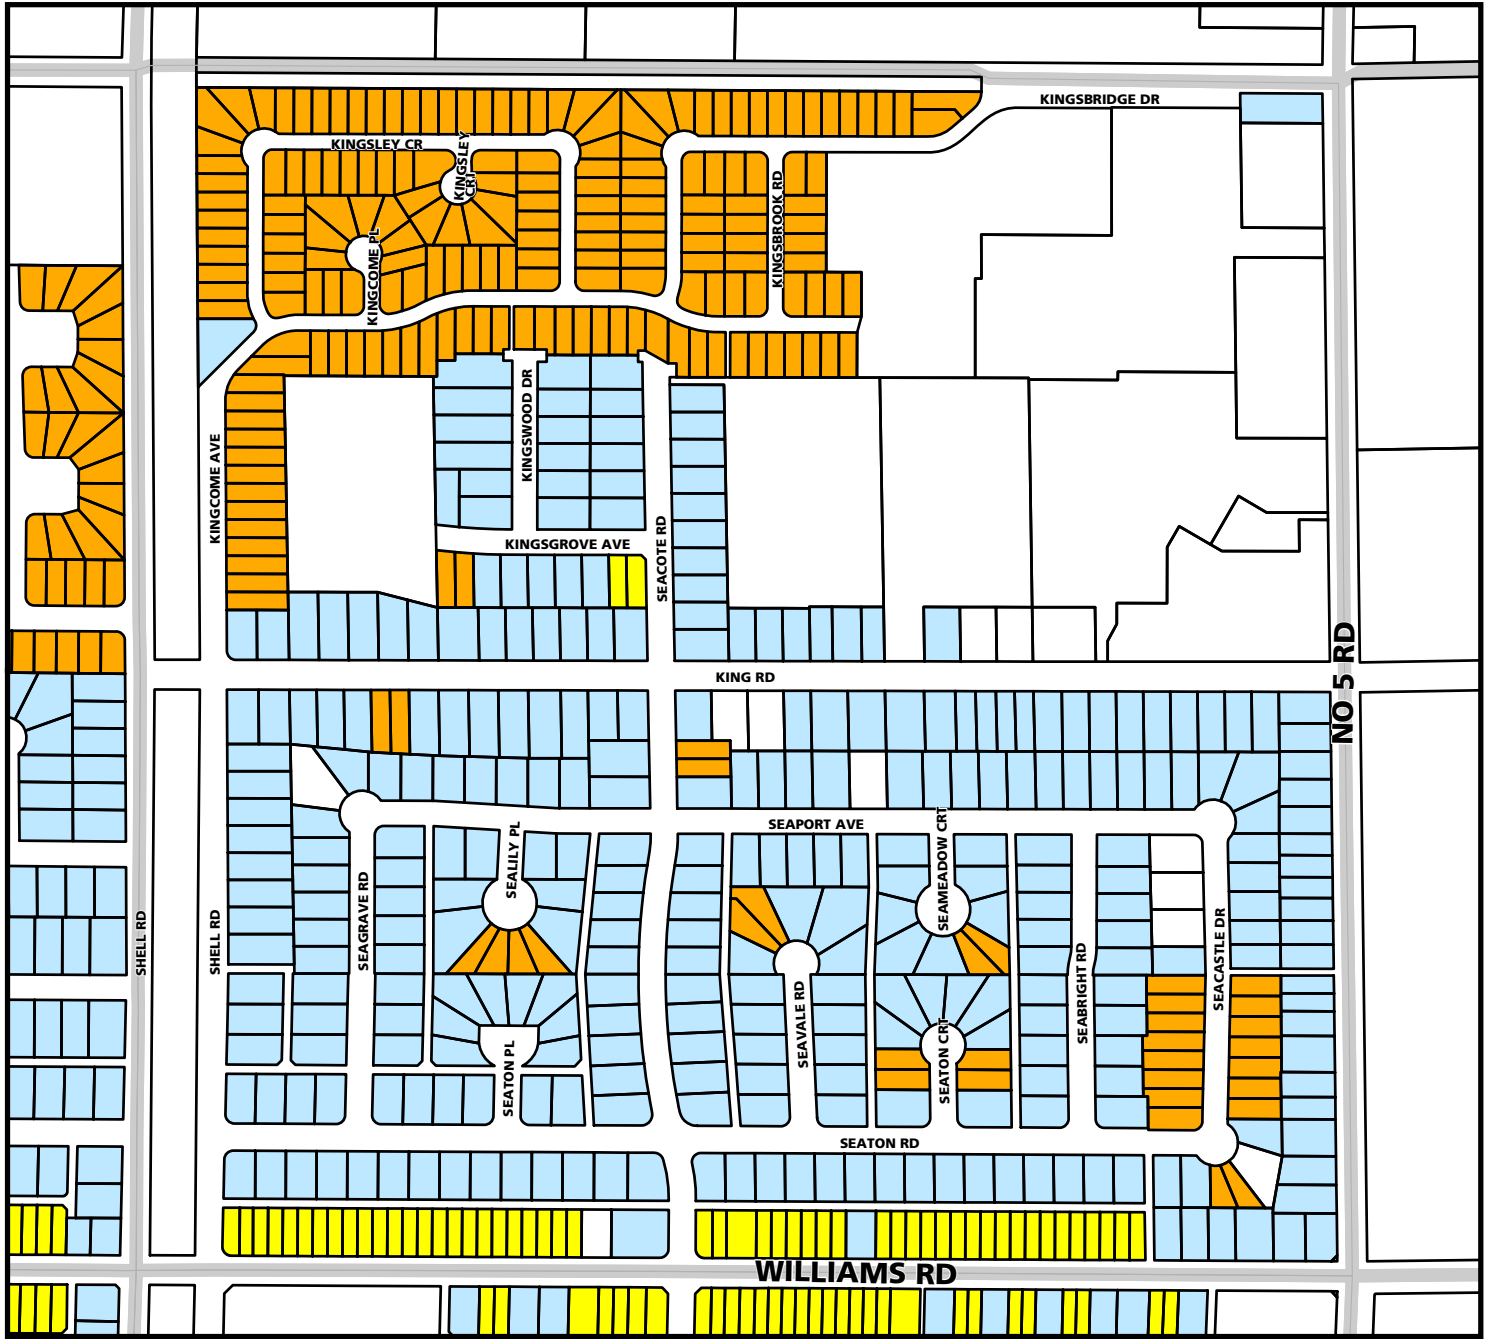 KINGSBRIDGE DR
KINGSLEY CR
KINGSLEY
CRT
KINGCOME PL
KINGSBROOK RD
KINGCOME AVE
KINGSWOOD DR
KINGSGROVE AVE
SEACOTE RD
KING RD
NO 5 RD
SEAPORT AVE
SEALILY PL
SEAMEADOW CRT
SEAGRAVE RD
SHELL RD
SHELL RD
SEABRIGHT RD
SEACASTLE DR
SEAVALE RD
SEATON PL
SEATON CRT
SEATON RD
WILLIAMS RD